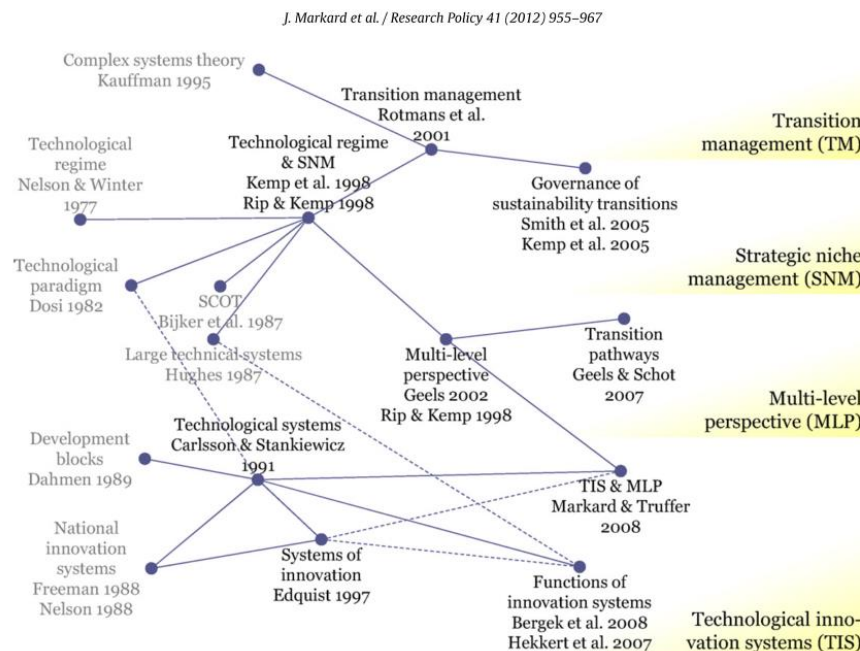 J. Markard et al. / Research Policy 41 (2012) 955–967
Complex systems theory
Kauffman 1995
Transition management
Rotmans et al.
2001
Transition
management (TM)
Technological
regime
Nelson & Winter
1977
Technological regime
& SNM
Kemp et al. 1998
Rip & Kemp 1998
Governance of
sustainability transitions
Smith et al. 2005
Kemp et al. 2005
Strategic niche
management (SNM)
Technological
paradigm
Dosi 1982
SCOT
Bijker et al. 1987
Large technical systems
Hughes 1987
Multi-level
perspective
Geels 2002
Rip & Kemp 1998
Transition
pathways
Geels & Schot
2007
Multi-level
perspective (MLP)
Technological systems
Carlsson & Stankiewicz
1991
Development
blocks
Dahmen 1989
TIS & MLP
Markard & Truffer
2008
National
innovation
systems
Freeman 1988
Nelson 1988
Systems of
innovation
Edquist 1997
Functions of
innovation systems
Bergek et al. 2008
Hekkert et al. 2007
Technological inno-
vation systems (TIS)